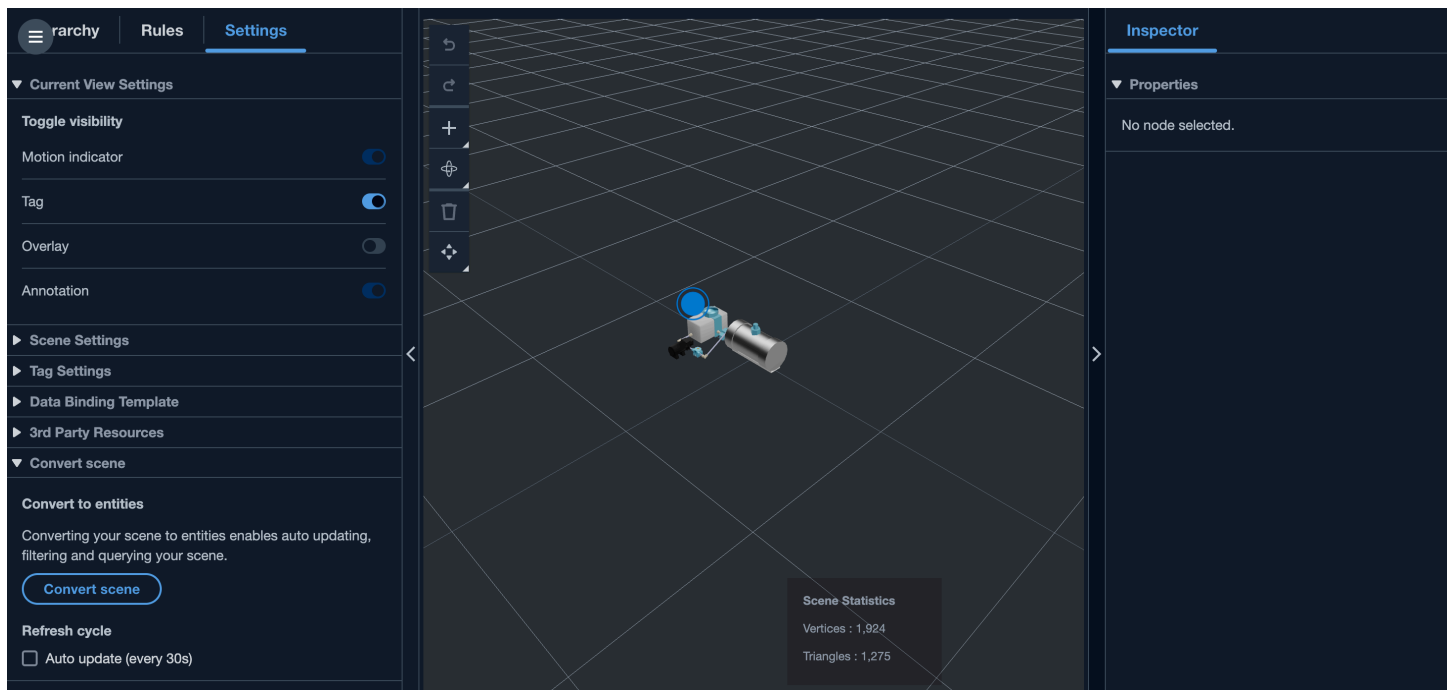 rarchy
Rules
Settings
Current View Settings
Toggle visibility
Motion indicator
Tag
Overlay
Annotation
Scene Settings
Tag Settings
Data Binding Template
3rd Party Resources
Convert scene
Convert to entities
Converting your scene to entities enables auto updating,
filtering and querying your scene.
Convert scene
Refresh cycle
Auto update (every 30s)
Scene Statistics
Vertices : 1,924
Triangles : 1,275
Inspector
Properties
No node selected.